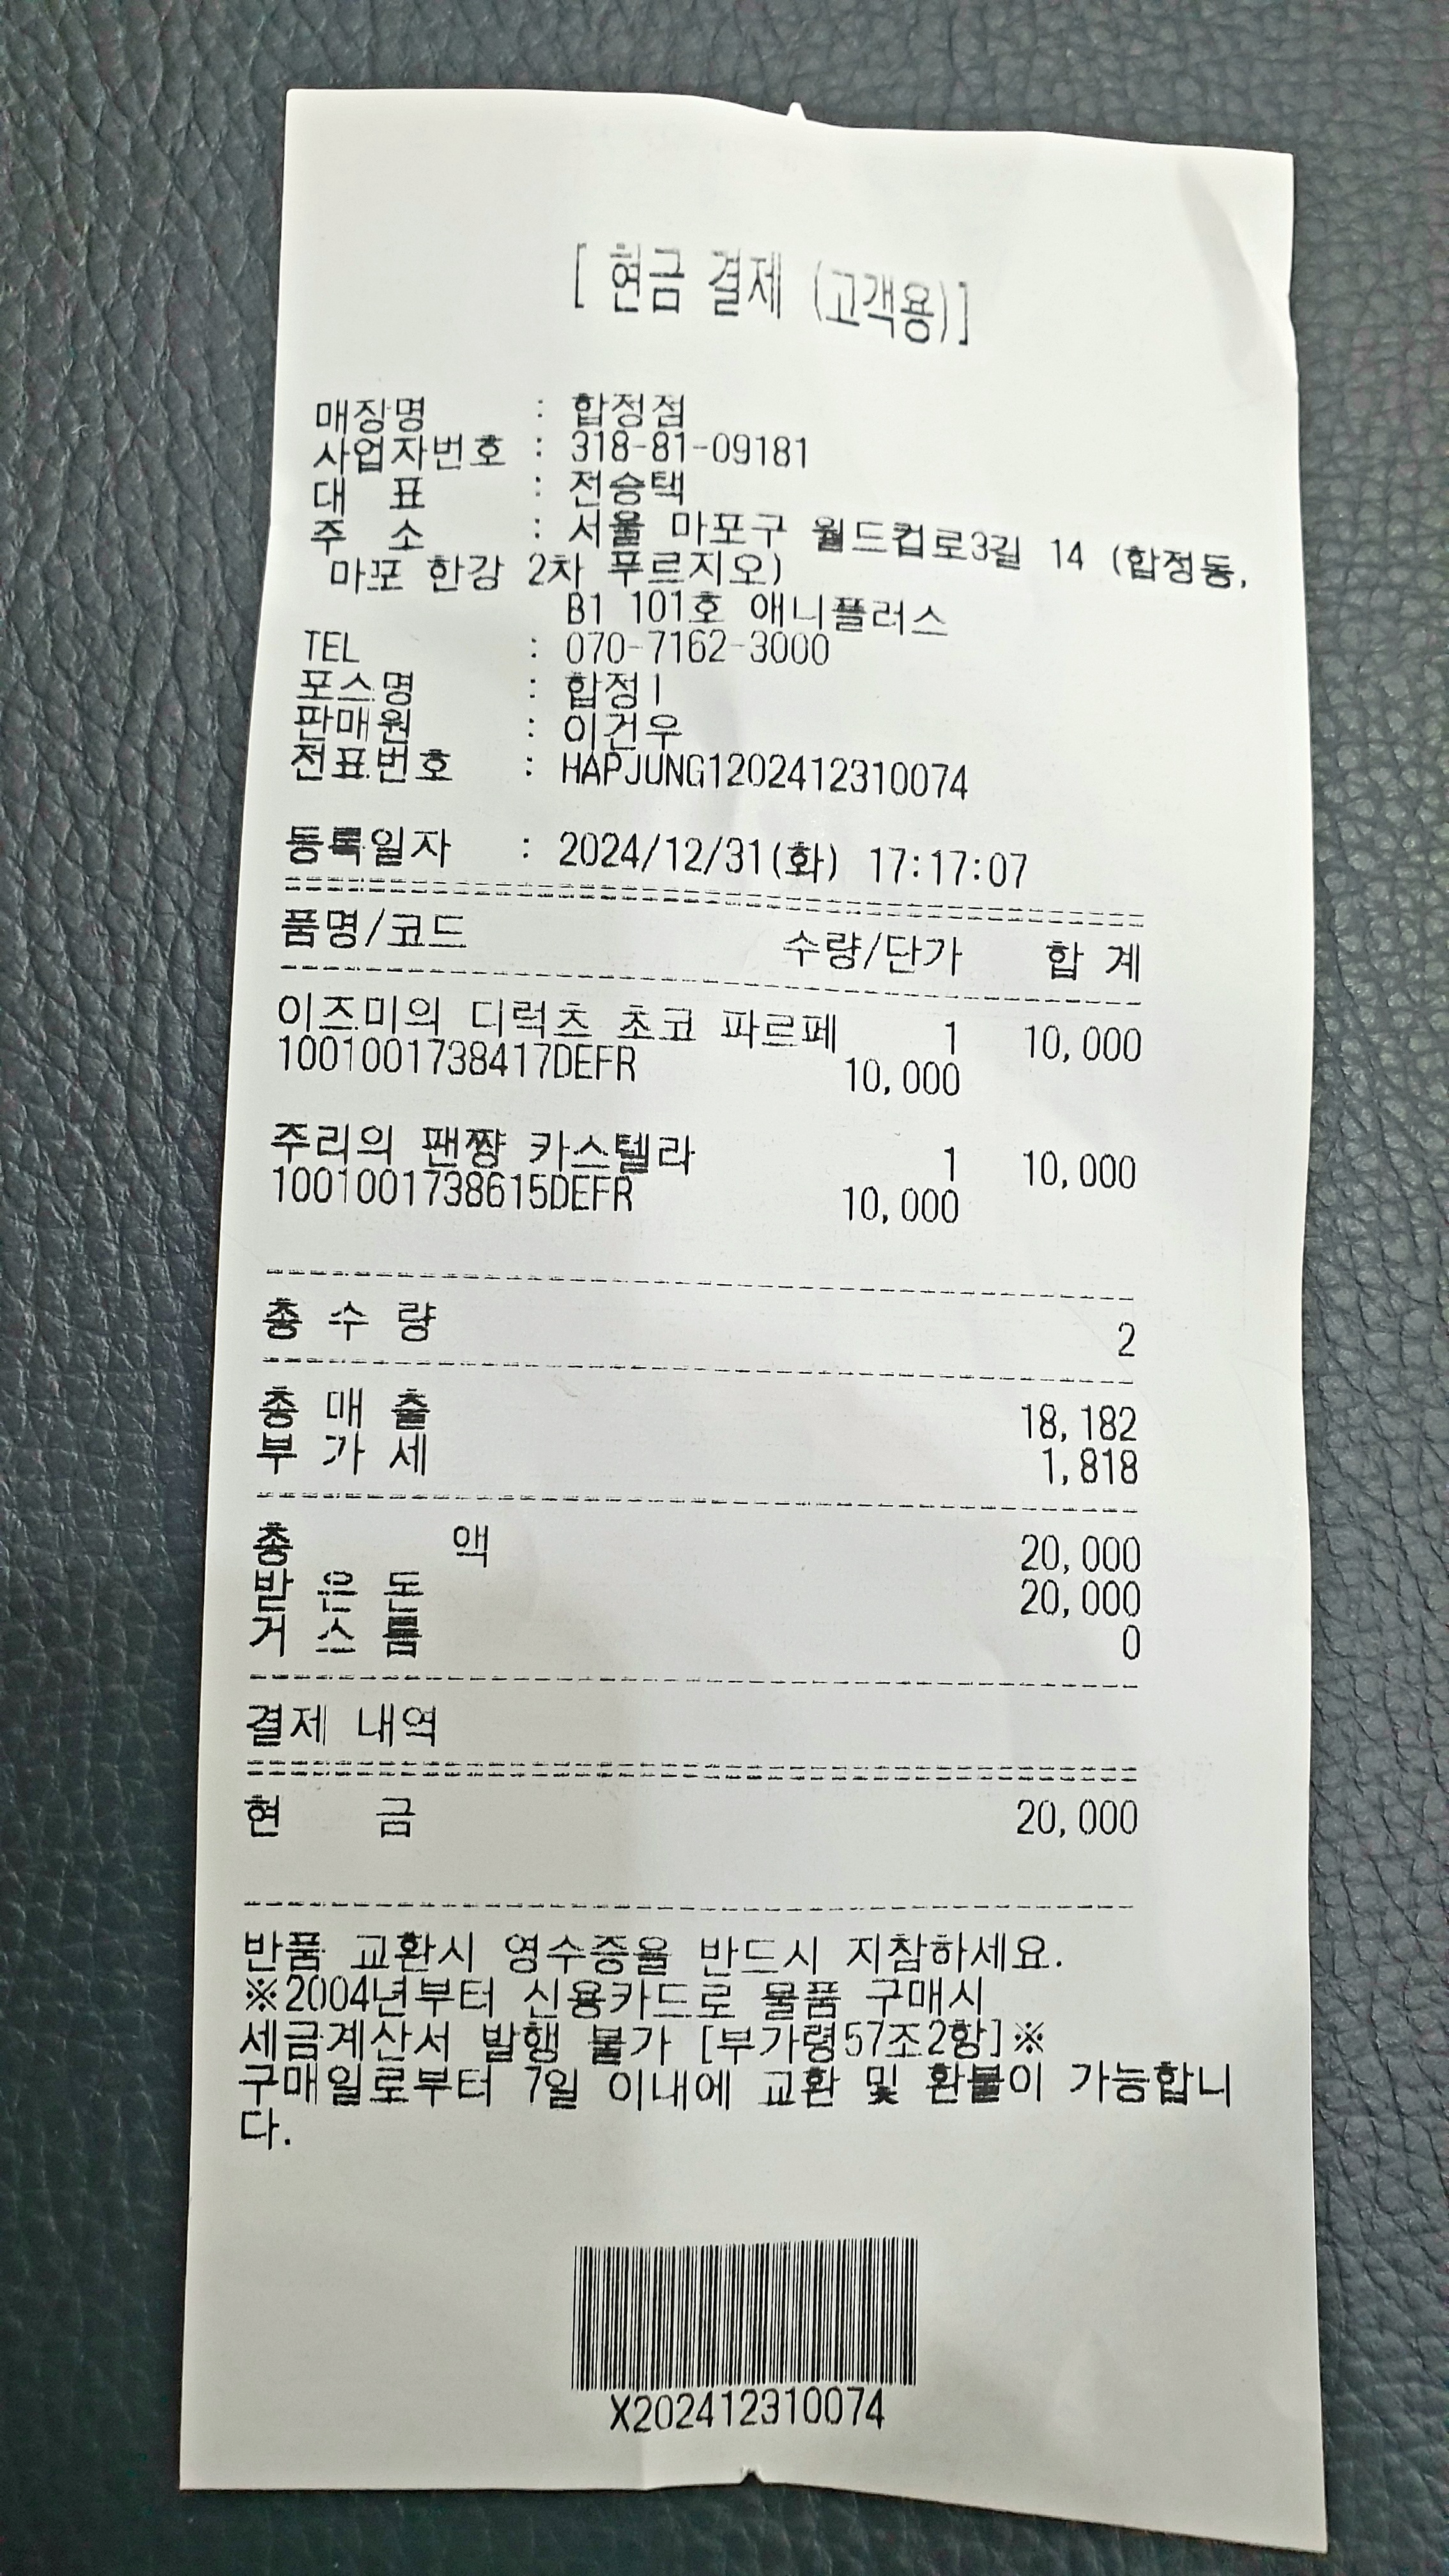 [ 현금 결제 (고객용)]
매장명 : 합정점
사업자번호 : 318-81-09181
대 표 : 전승택
주 소 : 서울 마포구 월드컵로3길 14 (합정동,
마포 한강 2차 푸르지오)
B1 101호 애니플러스
TEL : 070-7162-3000
포스명 : 합정1
판매원 : 이건우
전표번호 : HAPJUNG1202412310074
등록일자 : 2024/12/31(화) 17:17:07
품명/코드 수량/단가 합 계
이즈미의 디럭츠 초코 파르페 1 10,000
1001001738417DEFR 10,000
주리의 팬쨩 카스텔라 1 10,000
1001001738615DEFR 10,000
총 수 량 2
총 매 출 18,182
부 가 세 1,818
총 액 20,000
받 은 돈 20,000
거 스 름 0
결제 내역
현 금 20,000
반품 교환시 영수증을 반드시 지참하세요.
※2004년부터 신용카드로 물품 구매시
세금계산서 발행 불가 [부가령57조2항]※
구매일로부터 7일 이내에 교환 및 환불이 가능합니
다.
X202412310074